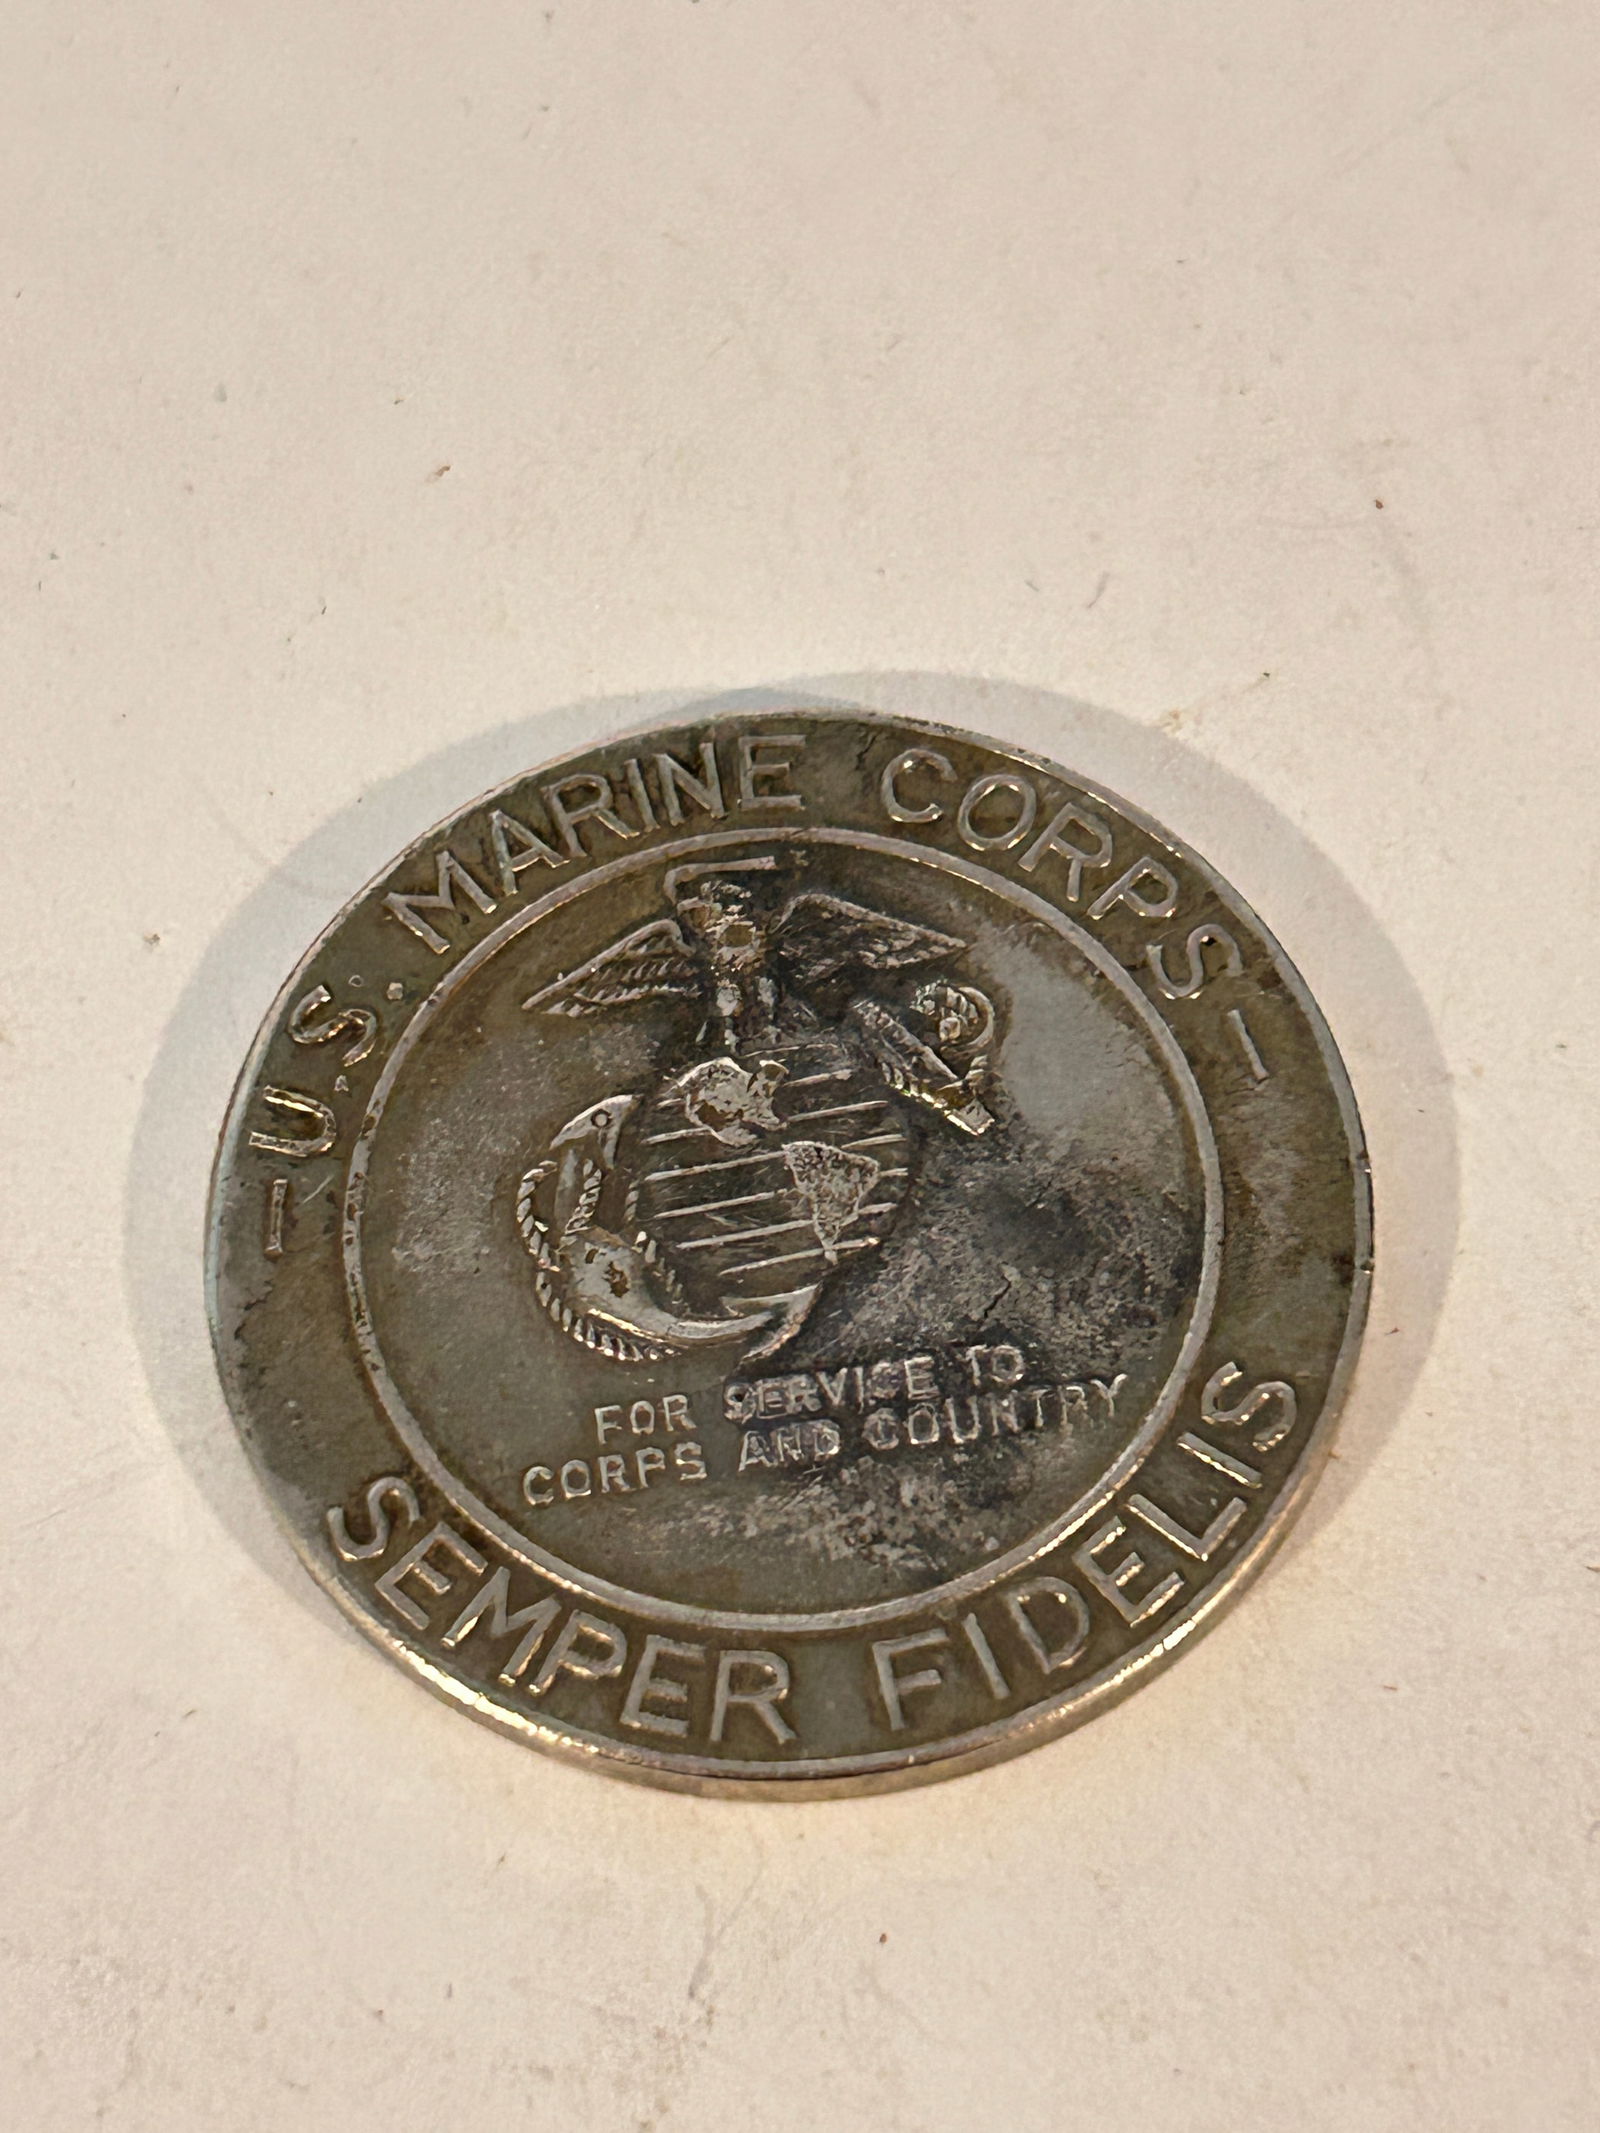 -U.S. MARINE CORPS-
FOR SERVICE TO
CORPS AND COUNTRY
SEMPER FIDELIS